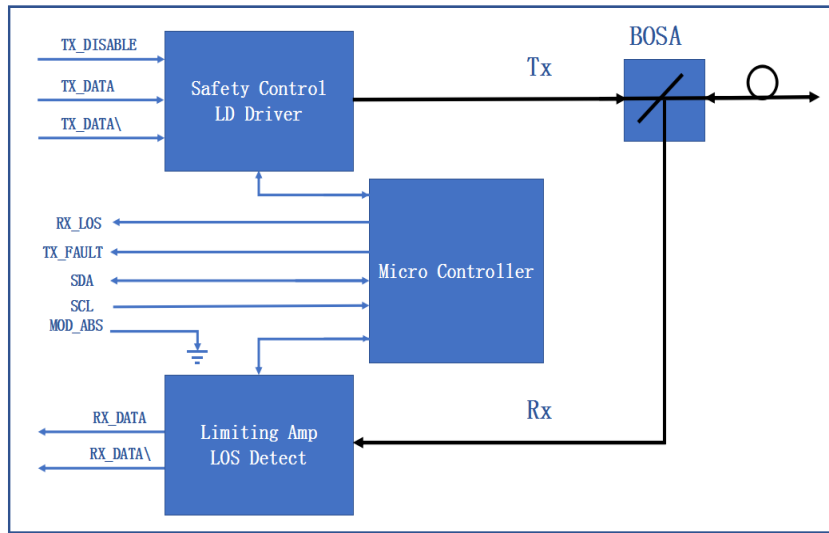 BOSA
TX_DISABLE
Tx
TX_DATA
Safety Control
LD Driver
TX_DATA\
RX_LOS
TX_FAULT
Micro Controller
SDA
SCL
MOD_ABS
Rx
RX_DATA
Limiting Amp
LOS Detect
RX_DATA\